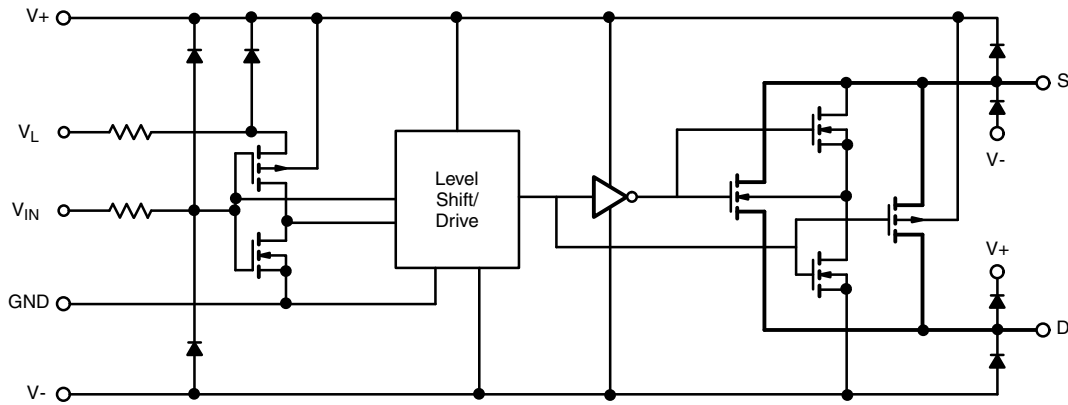 V+
S
V_L
V-
Level
Shift/
Drive
V_IN
V+
GND
D
V-